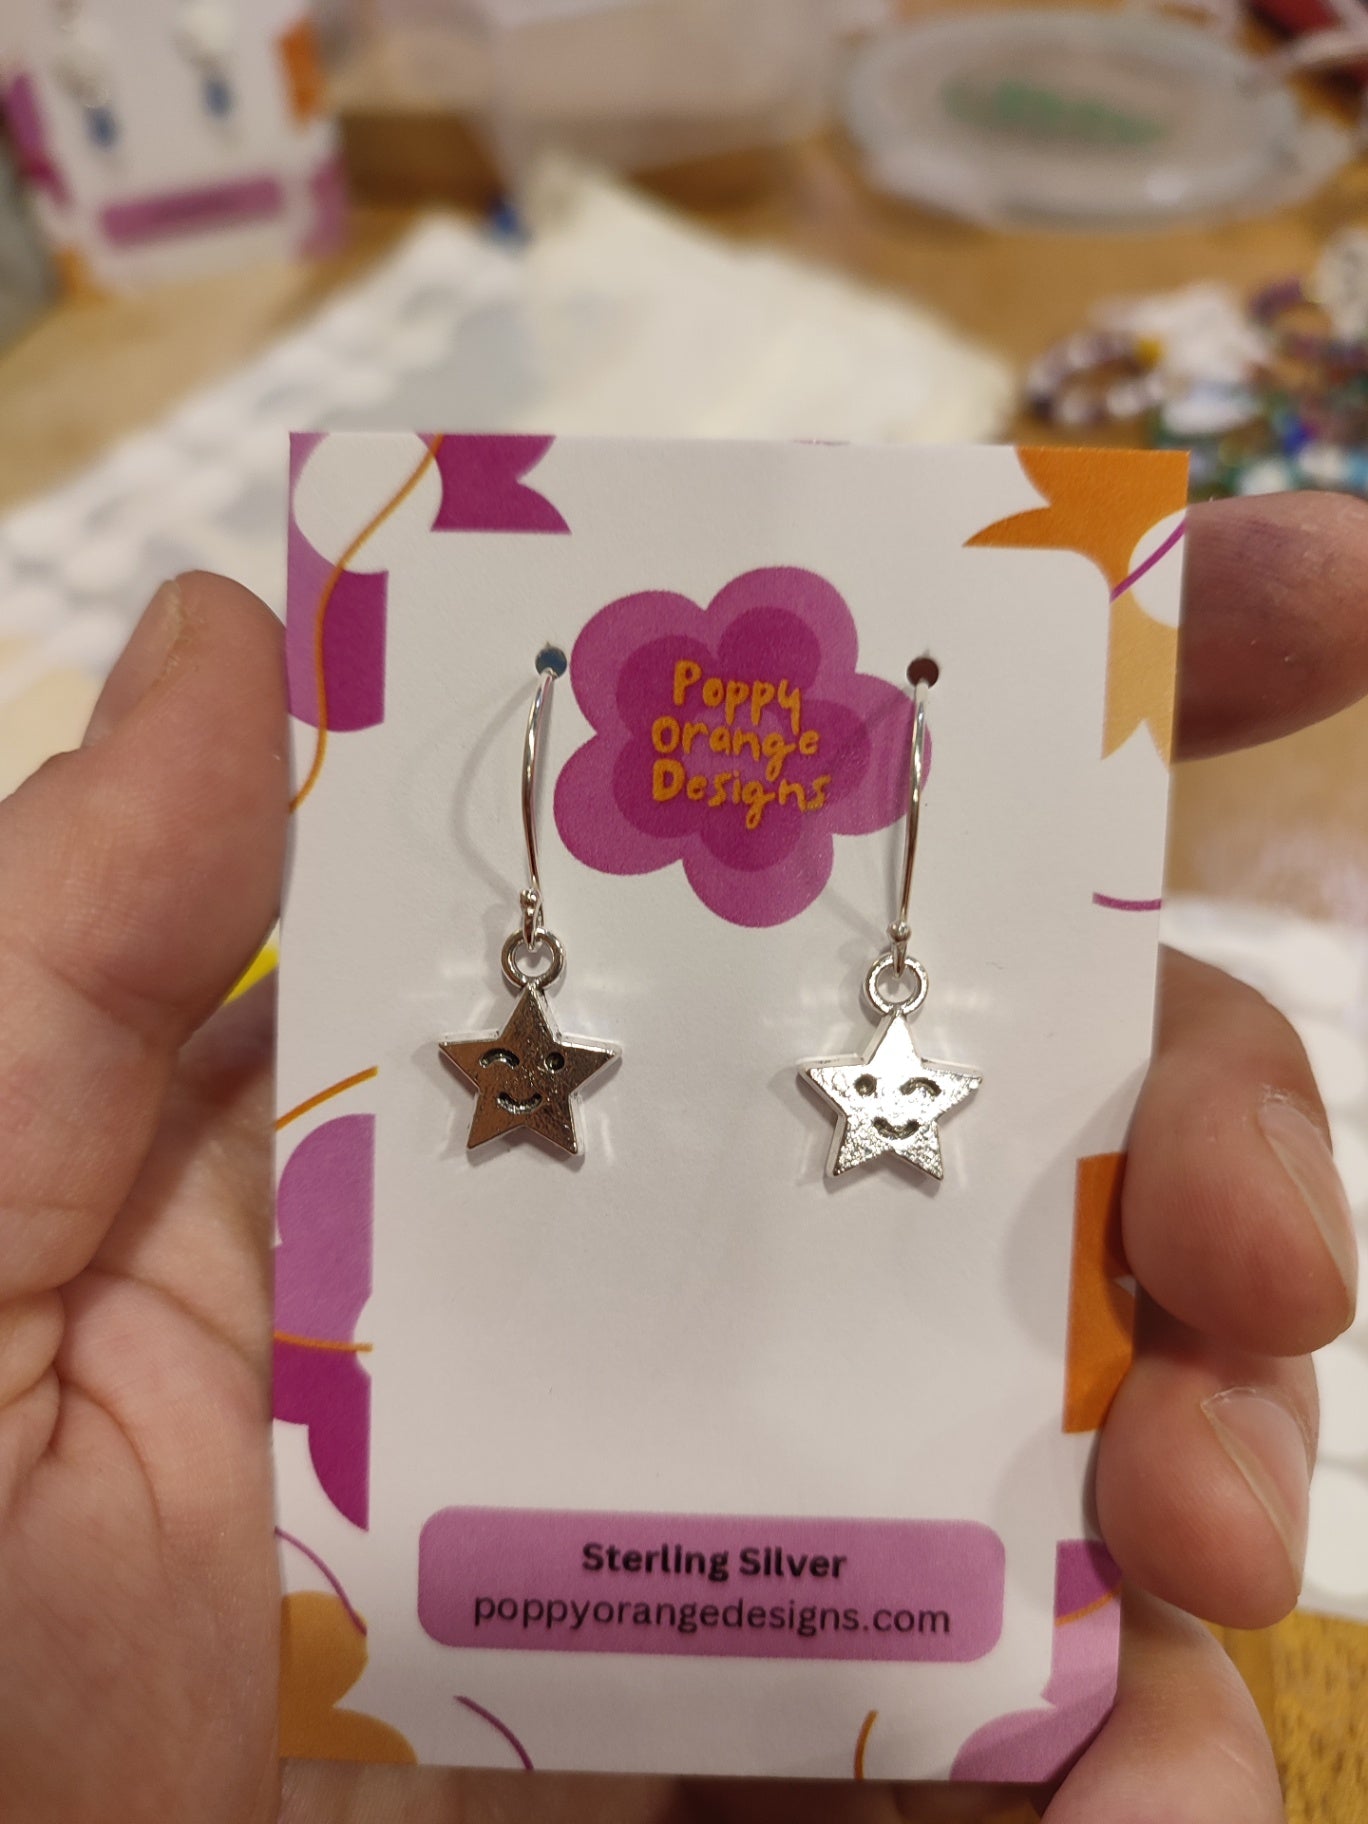 Poppy
Orange
Designs
Sterling Silver
poppyorangedesigns.com